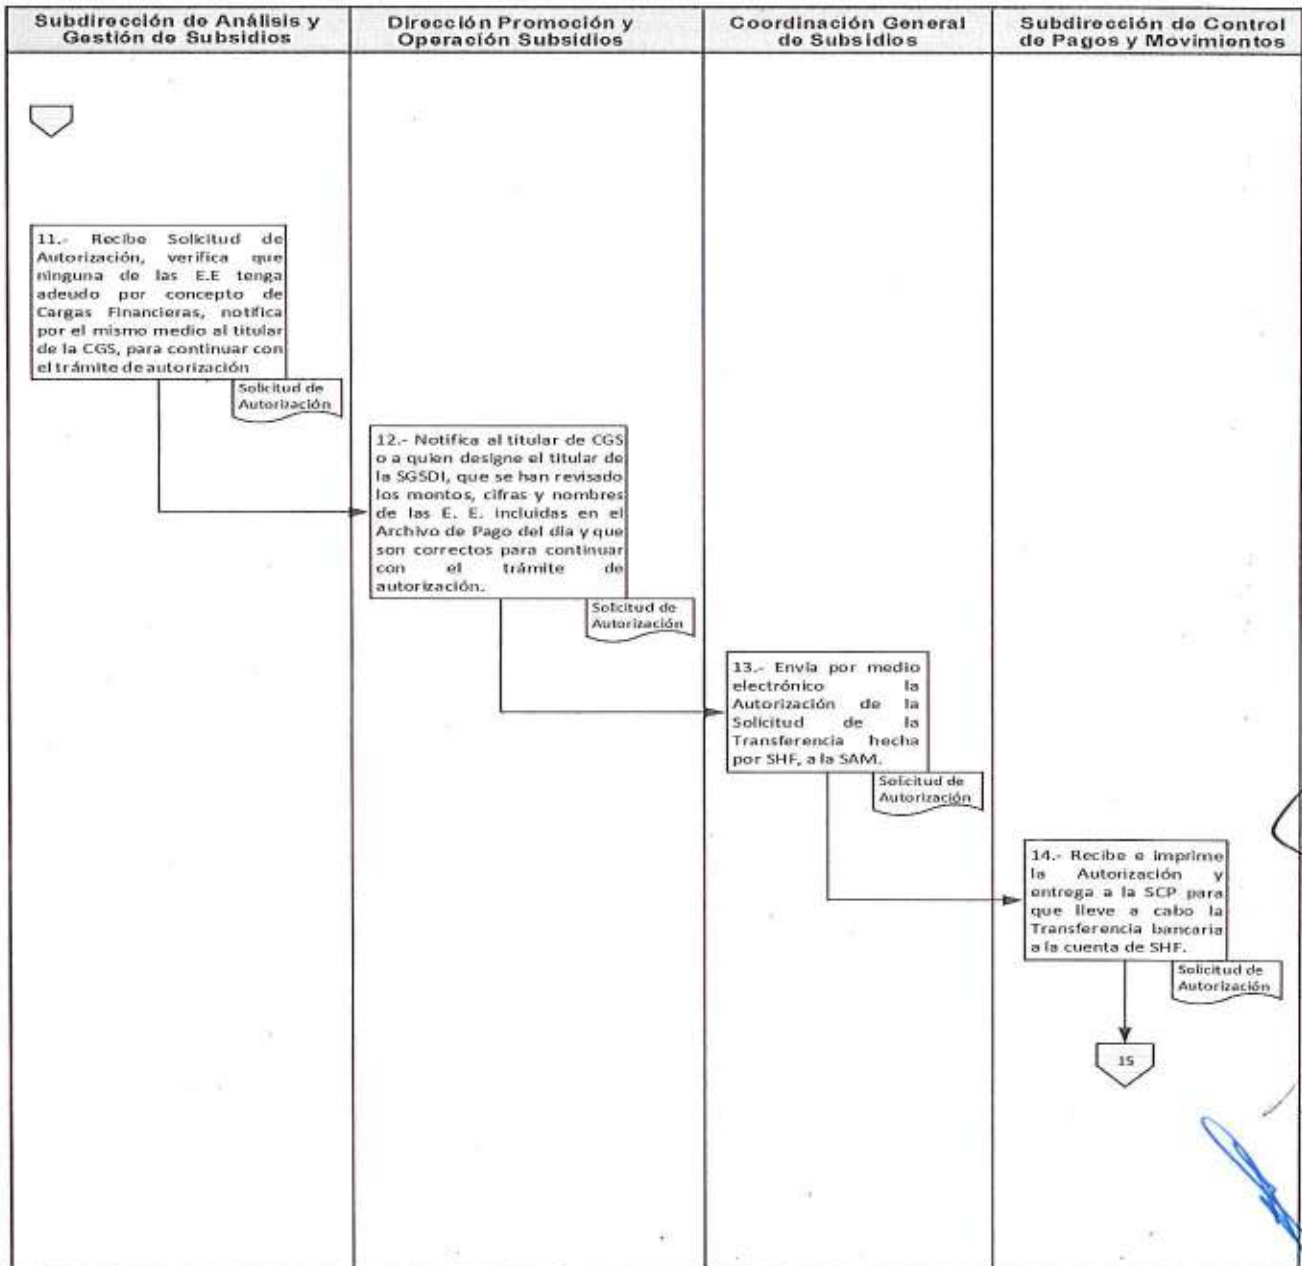 Subdirección de Análisis y
Gestión de Subsidios
Dirección Promoción y
Operación Subsidios
Coordinación General
de Subsidios
Subdirección de Control
de Pagos y Movimientos
11.- Recibe Solicitud de
Autorización, verifica que
ninguna de las E.E tenga
adeudo por concepto de
Cargas Financieras, notifica
por el mismo medio al titular
de la CGS, para continuar con
el trámite de autorización
Solicitud de
Autorización
12.- Notifica al titular de CGS
o a quien designe el titular de
la SGSDI, que se han revisado
los montos, cifras y nombres
de las E. E. incluidas en el
Archivo de Pago del dia y que
son correctos para continuar
con el trámite de
autorización.
Solicitud de
Autorización
13.- Envía por medio
electrónico la
Autorización de la
Solicitud de la
Transferencia hecha
por SHF, a la SAM.
Solicitud de
Autorización
14.- Recibe e imprime
la Autorización y
entrega a la SCP para
que lleve a cabo la
Transferencia bancaria
a la cuenta de SHF.
Solicitud de
Autorización
15